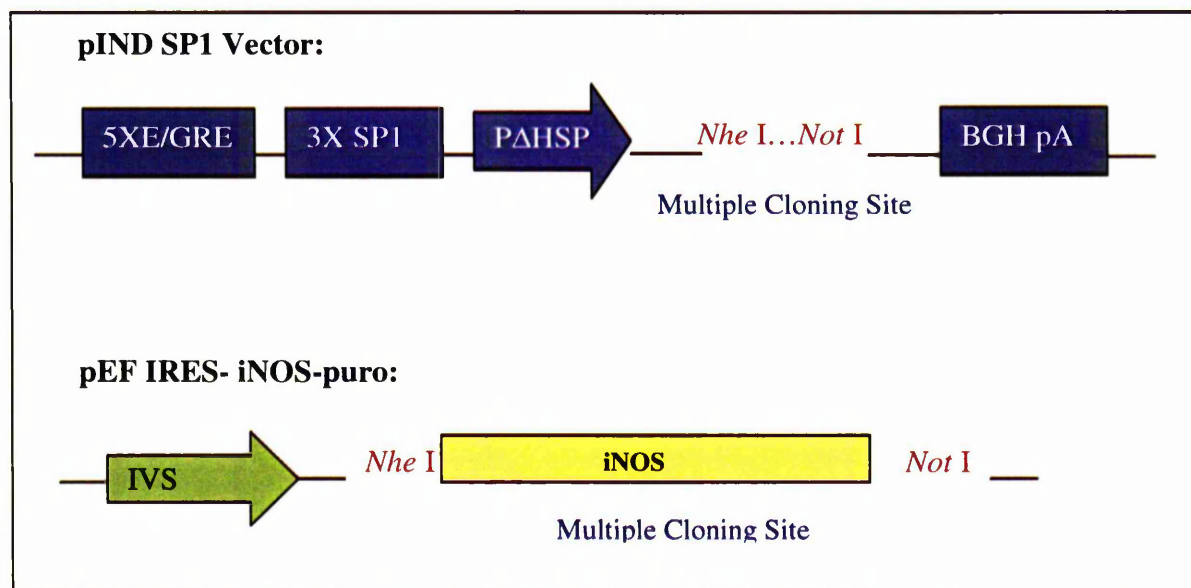 pIND SP1 Vector:
5XE/GRE 3X SP1 PΔHSP Nhe I...Not I BGH pA
Multiple Cloning Site
pEF IRES- iNOS-puro:
IVS Nhe I iNOS Not I
Multiple Cloning Site